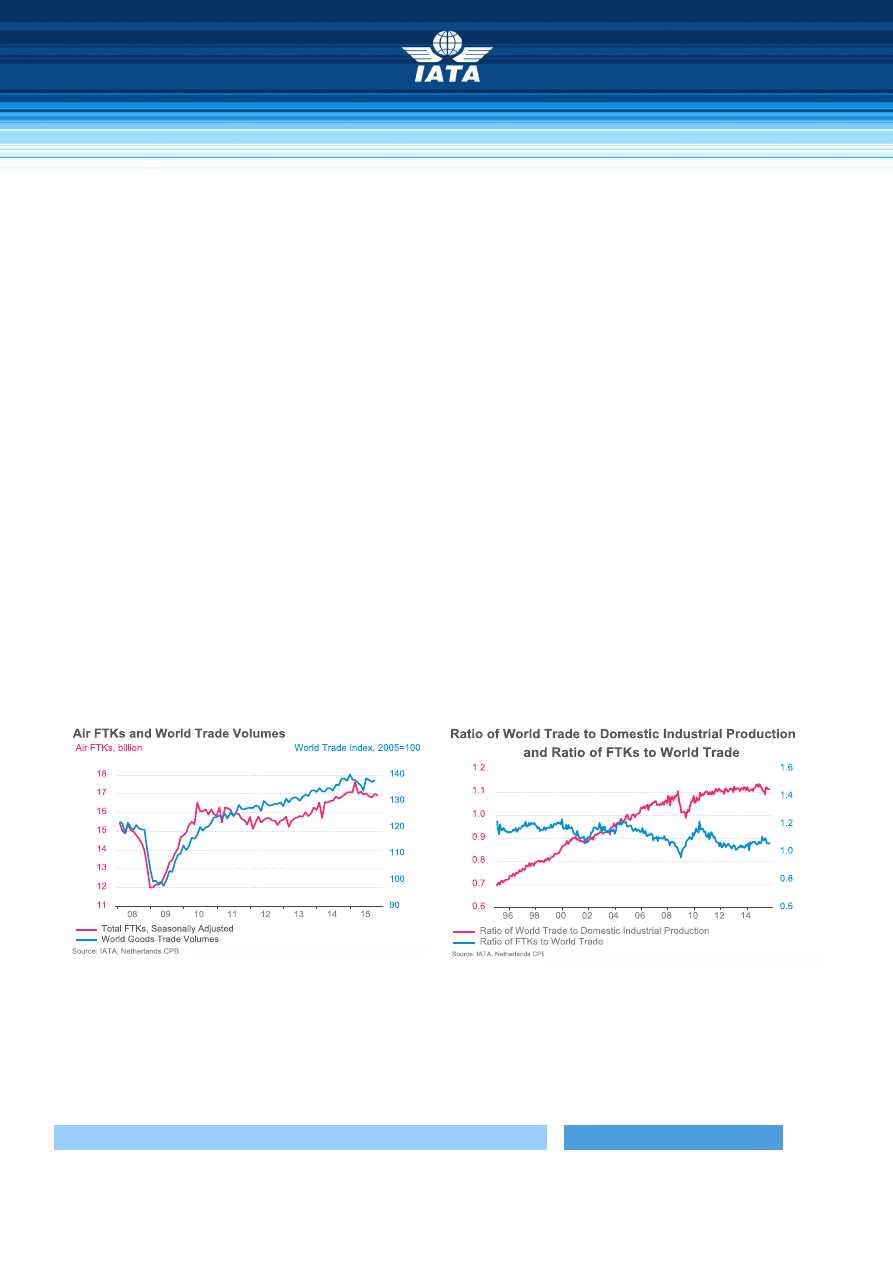 IATA
Air FTKs and World Trade Volumes
Air FTKs, billion World Trade Index, 2005=100
18 140
17 130
16
15 120
14 110
13
12 100
11 90
08 09 10 11 12 13 14 15
Total FTKs, Seasonally Adjusted
World Goods Trade Volumes
Source: IATA, Netherlands CPB
Ratio of World Trade to Domestic Industrial Production
and Ratio of FTKs to World Trade
1.2 1.6
1.1 1.4
1.0
0.9 1.2
0.8 1.0
0.7 0.8
0.6 0.6
96 98 00 02 04 06 08 10 12 14
Ratio of World Trade to Domestic Industrial Production
Ratio of FTKs to World Trade
Source: IATA, Netherlands CPE